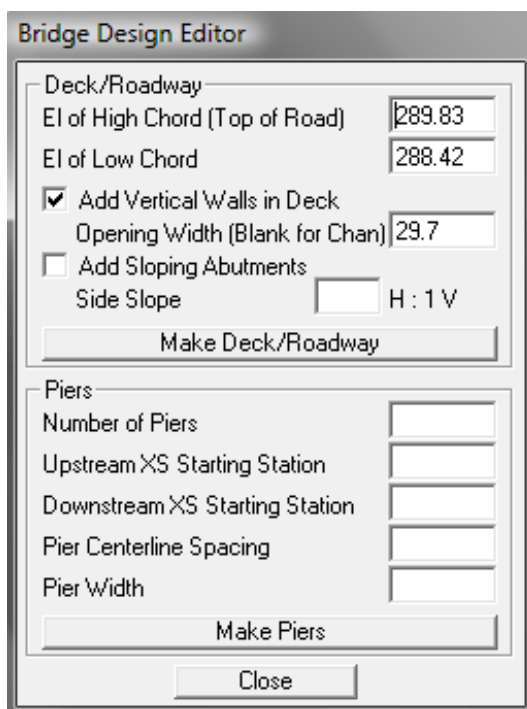 Bridge Design Editor
Deck/Roadway
El of High Chord (Top of Road) 289.83
El of Low Chord 288.42
Add Vertical Walls in Deck
Opening Width (Blank for Chan) 29.7
Add Sloping Abutments
Side Slope H : 1 V
Make Deck/Roadway
Piers
Number of Piers
Upstream XS Starting Station
Downstream XS Starting Station
Pier Centerline Spacing
Pier Width
Make Piers
Close